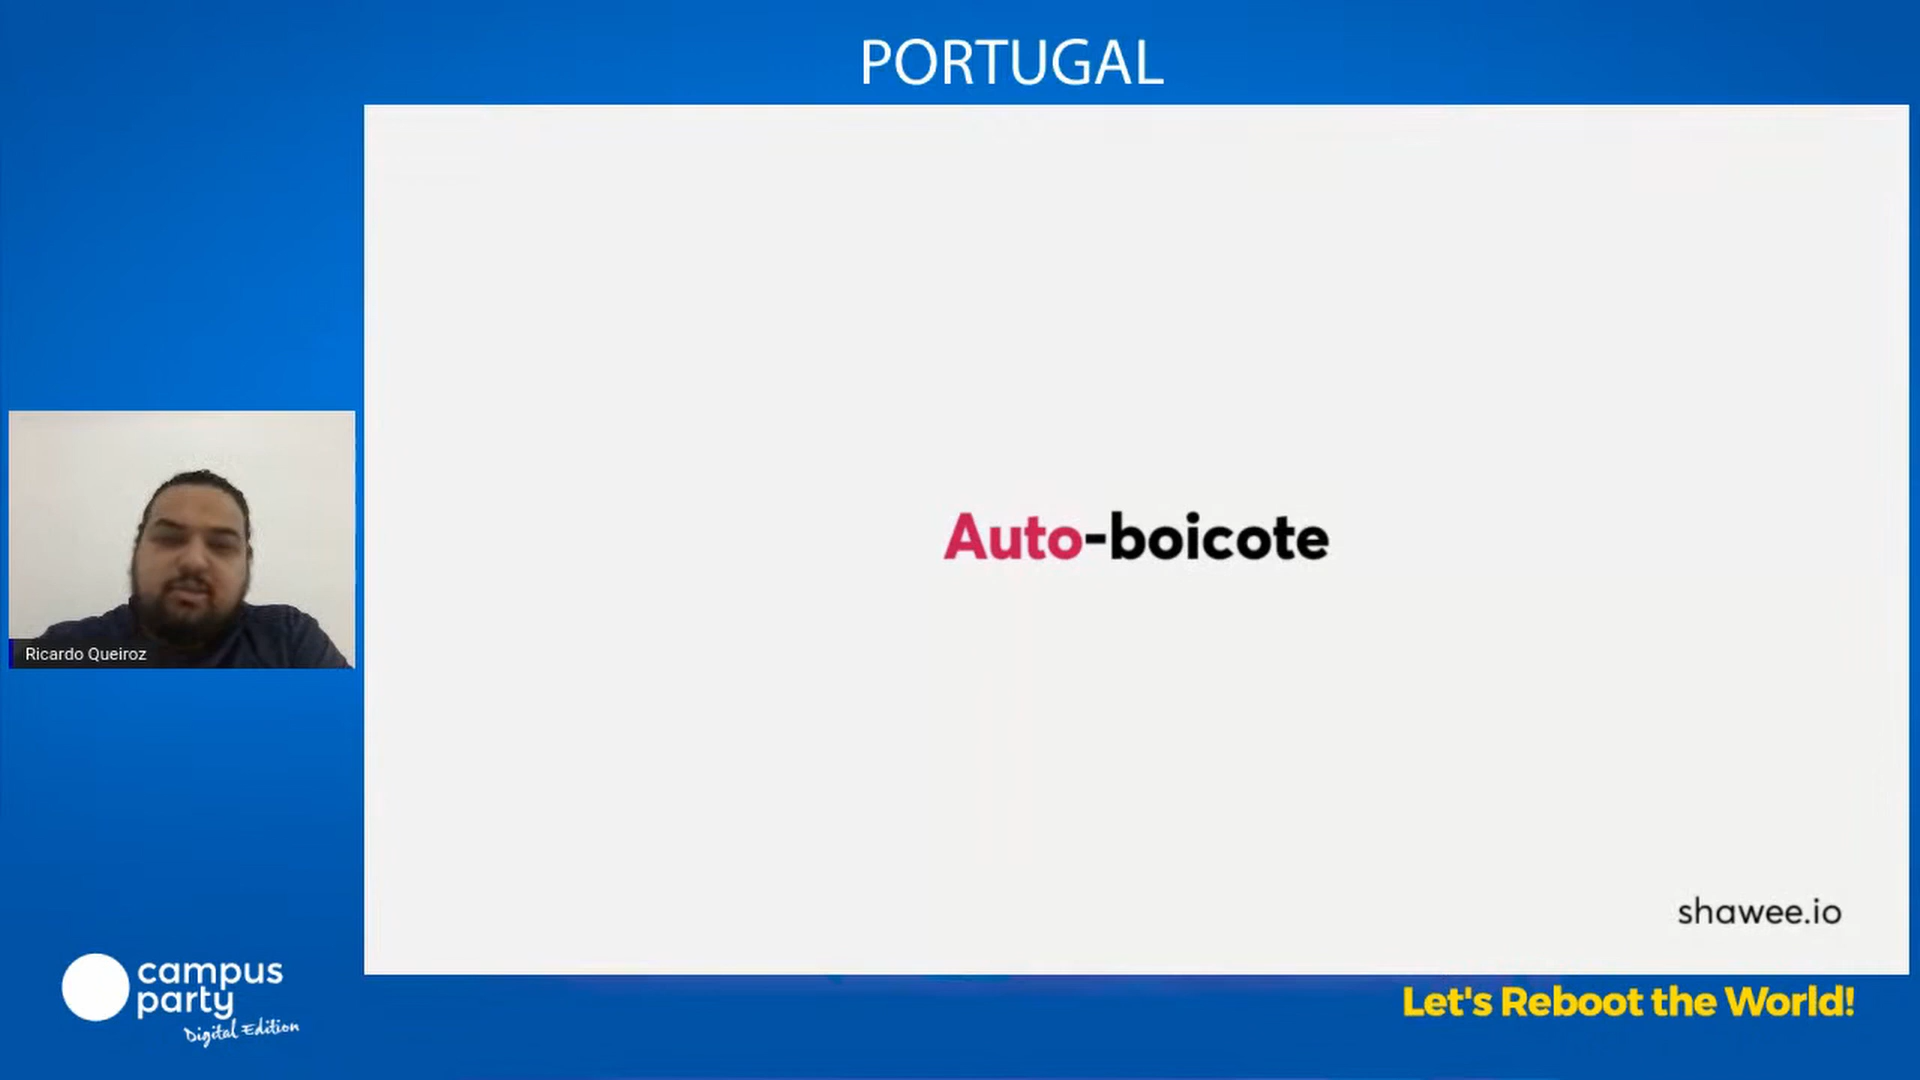 PORTUGAL
Auto-boicote
Ricardo Queiroz
shawee.io
campus
party
Digital Edition
Let's Reboot the World!